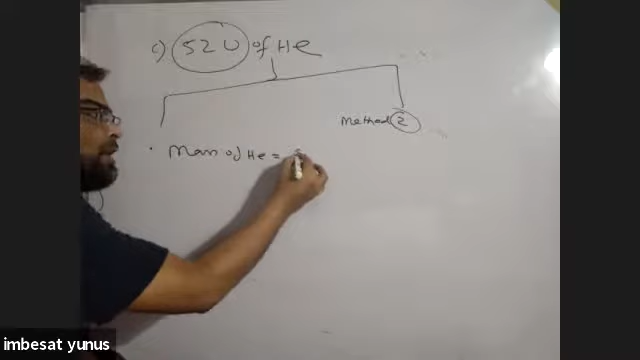 c) 52 U of He
Method 2
. Mass of He =
imbesat yunus